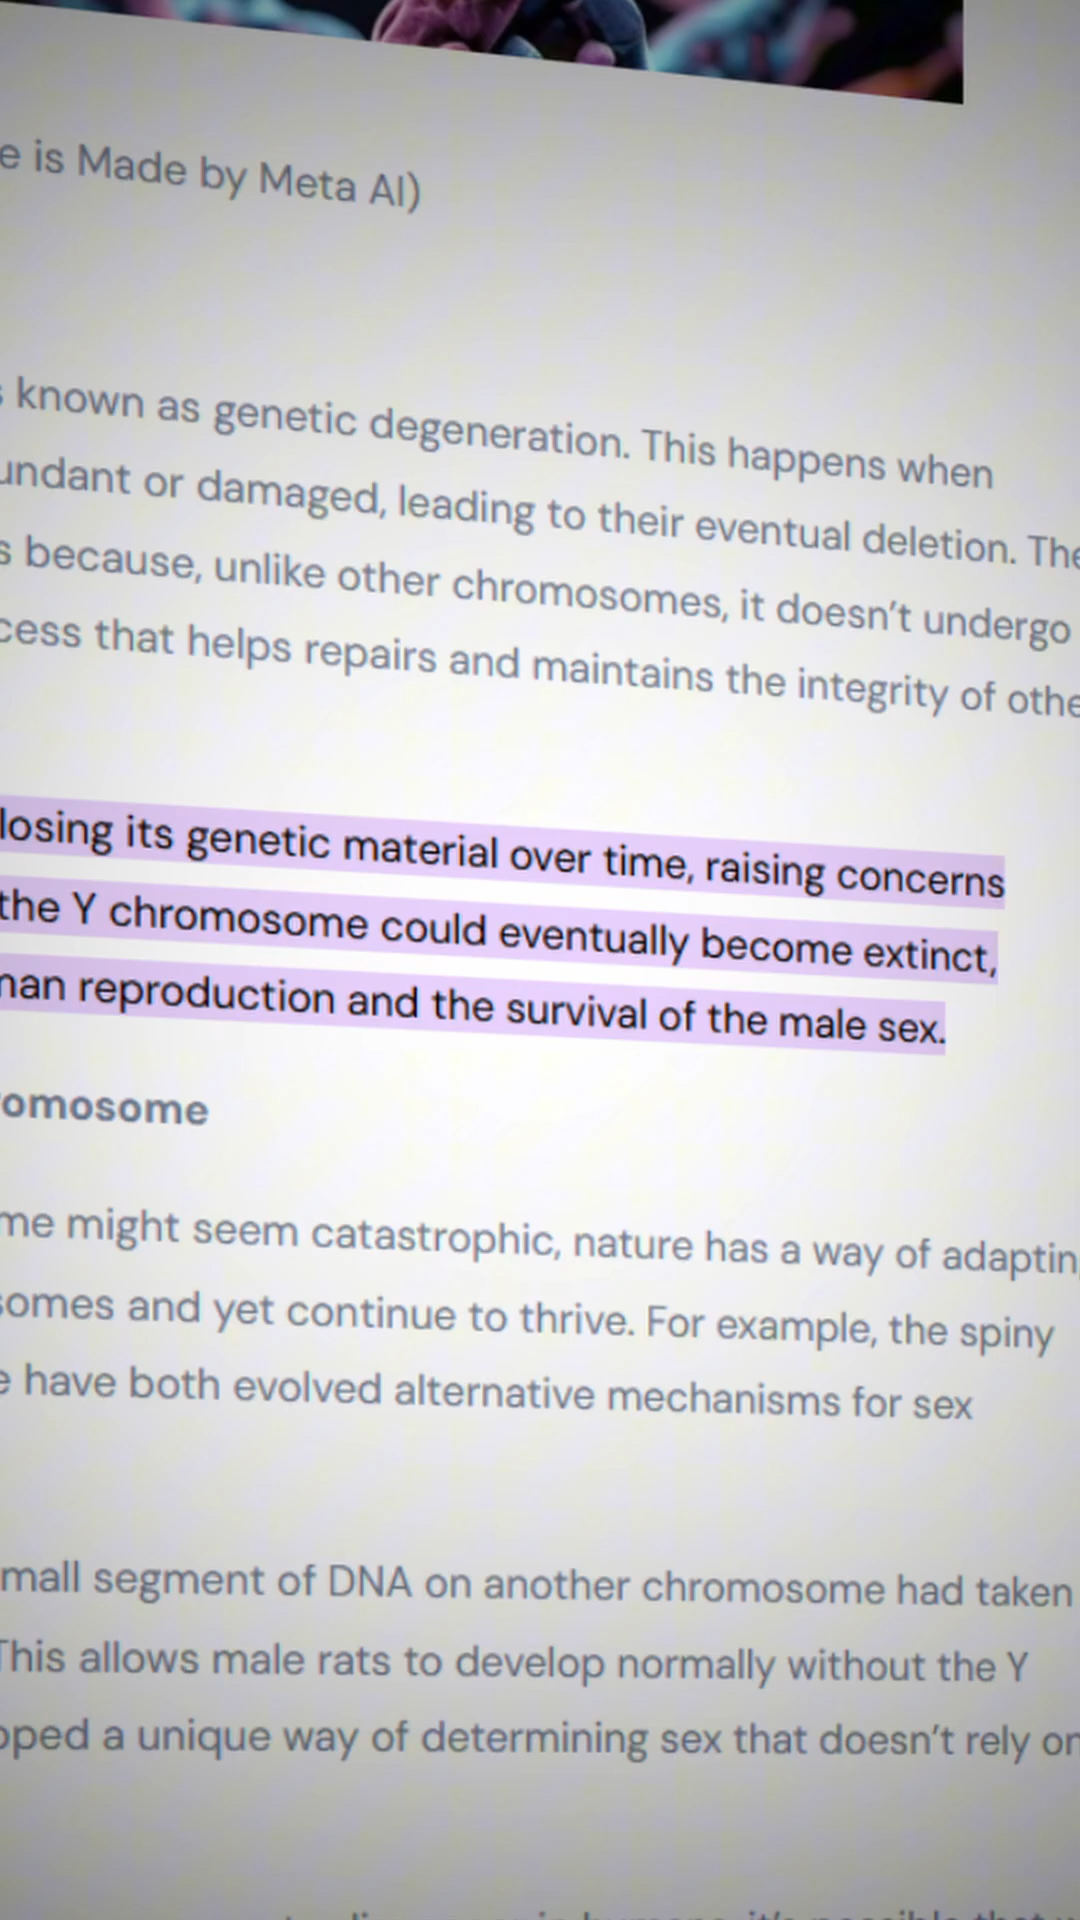 e is Made by Meta AI)
s known as genetic degeneration. This happens when
undant or damaged, leading to their eventual deletion. The
s because, unlike other chromosomes, it doesn't undergo
cess that helps repairs and maintains the integrity of othe
losing its genetic material over time, raising concerns
the Y chromosome could eventually become extinct,
man reproduction and the survival of the male sex.
omosome
me might seem catastrophic, nature has a way of adapting
somes and yet continue to thrive. For example, the spiny
e have both evolved alternative mechanisms for sex
mall segment of DNA on another chromosome had taken
This allows male rats to develop normally without the Y
oped a unique way of determining sex that doesn't rely on